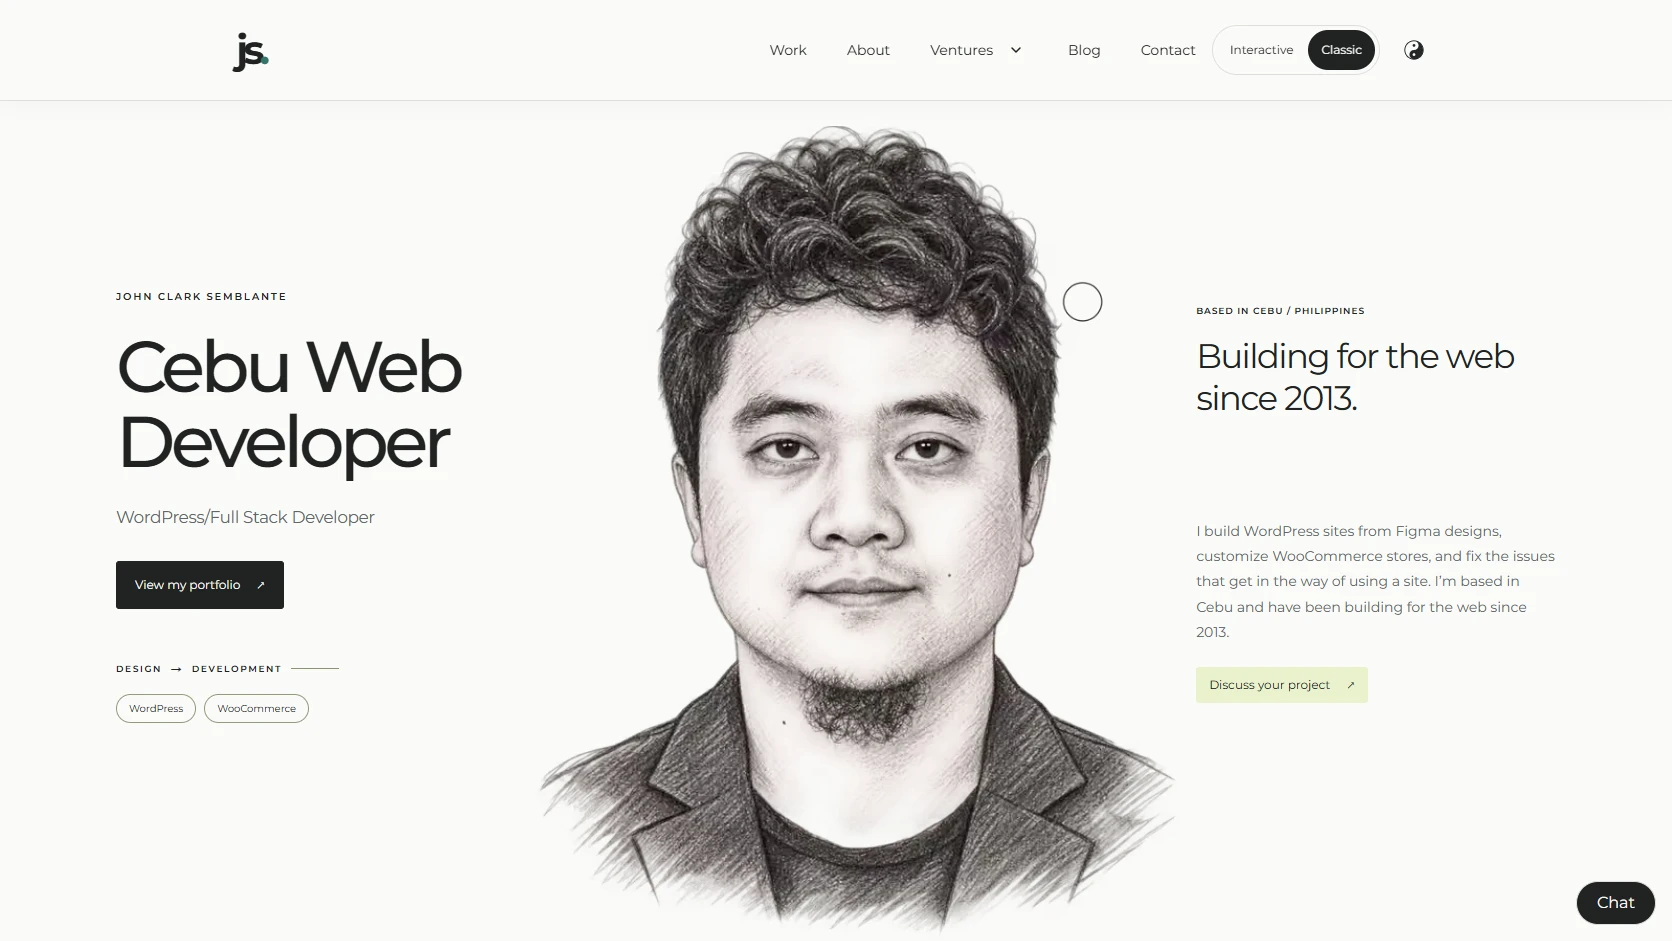 js.
Work
About
Ventures
Blog
Contact
Interactive
Classic
JOHN CLARK SEMBLANTE
Cebu Web
Developer
WordPress/Full Stack Developer
View my portfolio ↗
DESIGN → DEVELOPMENT
WordPress
WooCommerce
BASED IN CEBU / PHILIPPINES
Building for the web
since 2013.
I build WordPress sites from Figma designs,
customize WooCommerce stores, and fix the issues
that get in the way of using a site. I’m based in
Cebu and have been building for the web since
2013.
Discuss your project ↗
Chat